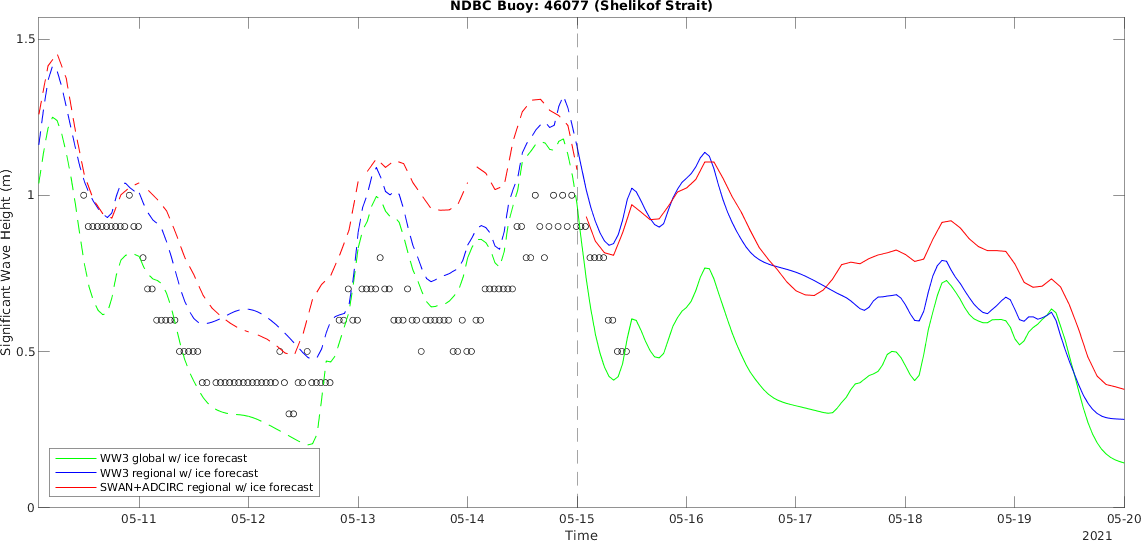 NDBC Buoy: 46077 (Shelikof Strait)
Significant Wave Height (m)
1.5
1
0.5
0
WW3 global w/ ice forecast
WW3 regional w/ ice forecast
SWAN+ADCIRC regional w/ ice forecast
05-11 05-12 05-13 05-14 05-15 05-16 05-17 05-18 05-19 05-20
Time
2021